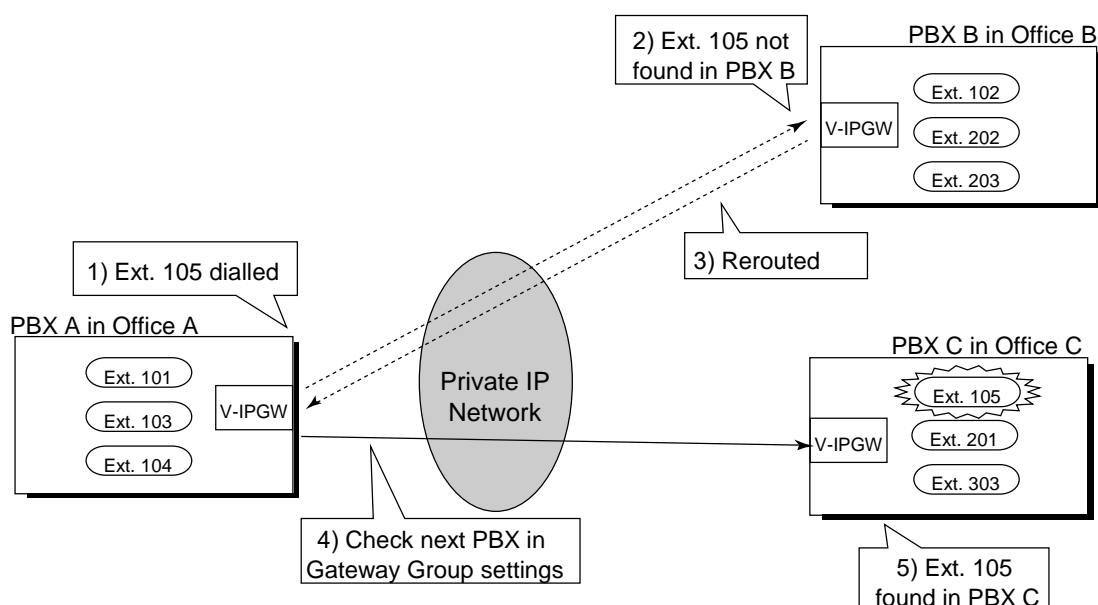 2) Ext. 105 not
found in PBX B
PBX B in Office B
V-IPGW
Ext. 102
Ext. 202
Ext. 203
3) Rerouted
1) Ext. 105 dialled
PBX A in Office A
Ext. 101
Ext. 103
Ext. 104
V-IPGW
Private IP
Network
PBX C in Office C
V-IPGW
Ext. 105
Ext. 201
Ext. 303
4) Check next PBX in
Gateway Group settings
5) Ext. 105
found in PBX C